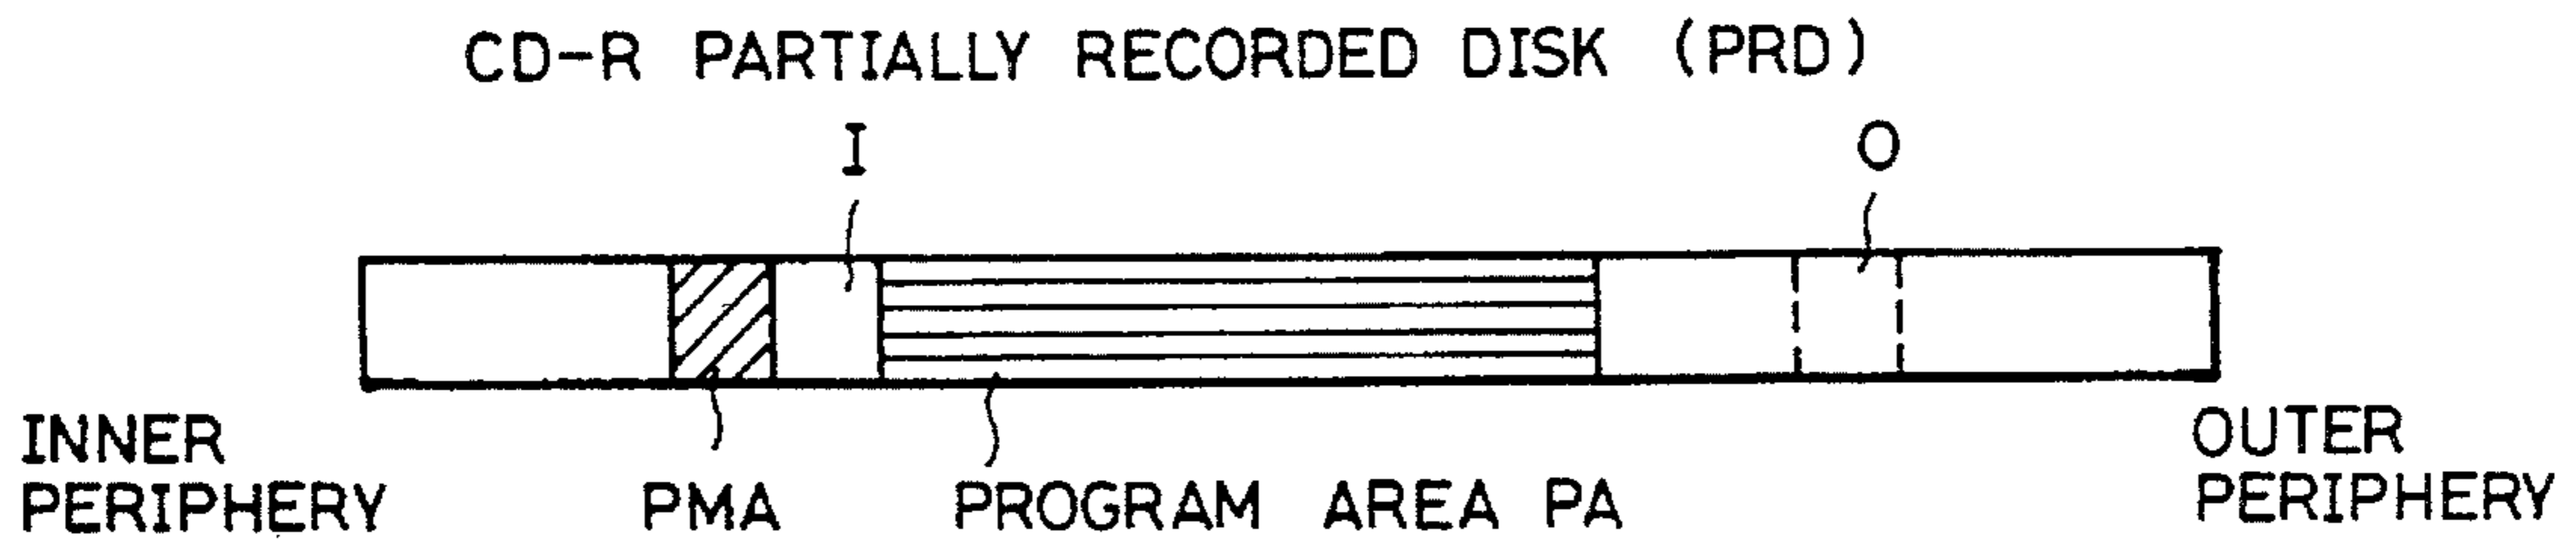 CD-R PARTIALLY RECORDED DISK (PRD)
I
O
INNER
PERIPHERY
PMA
PROGRAM AREA PA
OUTER
PERIPHERY